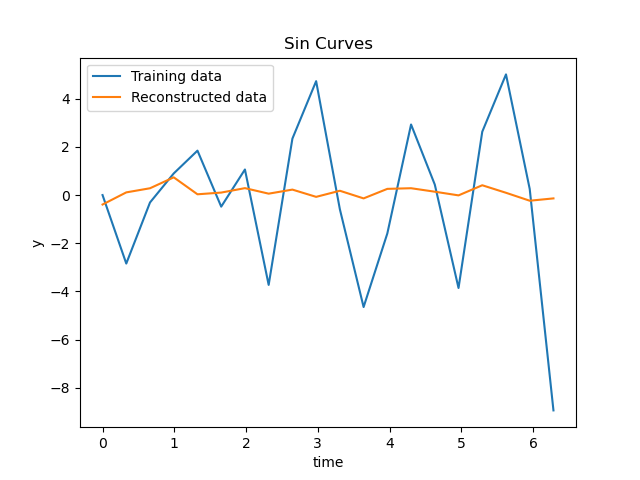 Sin Curves
Training data
Reconstructed data
4
2
0
−2
−4
−6
−8
y
0 1 2 3 4 5 6
time